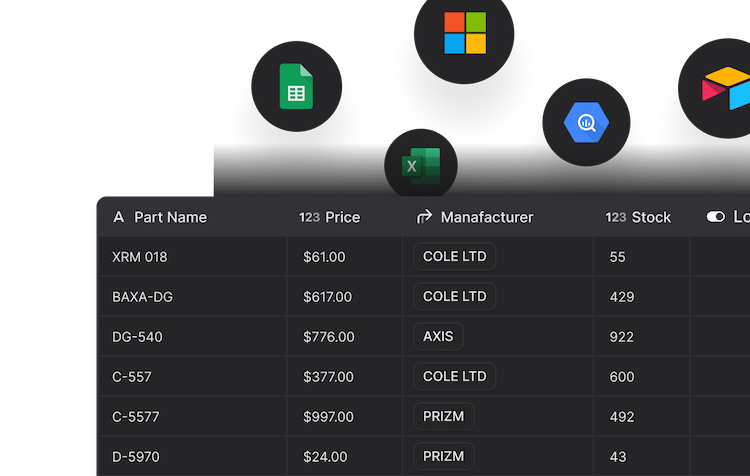 X
A Part Name 123 Price Manafacturer 123 Stock Lo
XRM 018 $61.00 COLE LTD 55
BAXA-DG $617.00 COLE LTD 429
DG-540 $776.00 AXIS 922
C-557 $377.00 COLE LTD 600
C-5577 $997.00 PRIZM 492
D-5970 $24.00 PRIZM 43